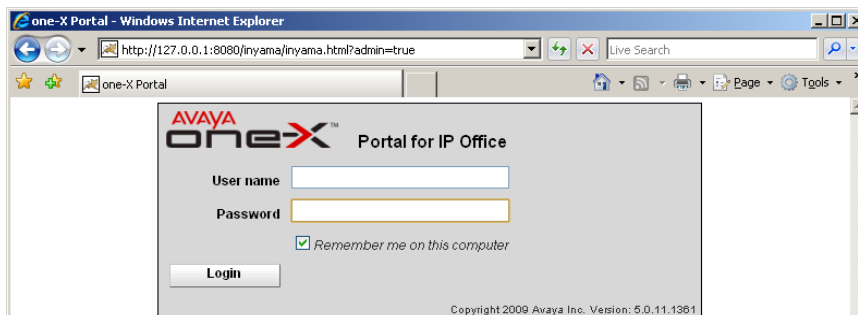 one-X Portal - Windows Internet Explorer
http://127.0.0.1:8080/inyama/inyama.html?admin=true
Live Search
one-X Portal
Page
Tools
AVAYA
one-X™ Portal for IP Office
User name
Password
Remember me on this computer
Login
Copyright 2009 Avaya Inc. Version: 5.0.11.1361